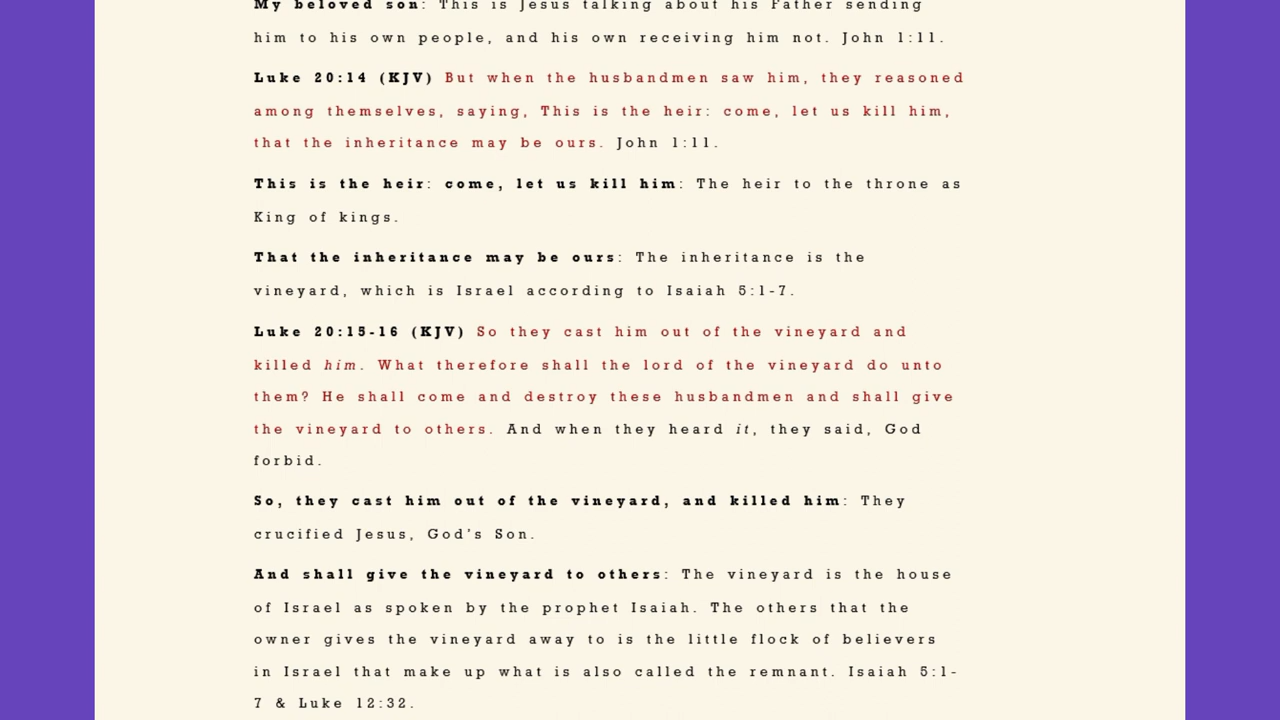 My beloved son: This is Jesus talking about his Father sending
him to his own people, and his own receiving him not. John 1:11.
Luke 20:14 (KJV) But when the husbandmen saw him, they reasoned
among themselves, saying, This is the heir: come, let us kill him,
that the inheritance may be ours. John 1:11.
This is the heir: come, let us kill him: The heir to the throne as
King of kings.
That the inheritance may be ours: The inheritance is the
vineyard, which is Israel according to Isaiah 5:1-7.
Luke 20:15-16 (KJV) So they cast him out of the vineyard and
killed him. What therefore shall the lord of the vineyard do unto
them? He shall come and destroy these husbandmen and shall give
the vineyard to others. And when they heard it, they said, God
forbid.
So, they cast him out of the vineyard, and killed him: They
crucified Jesus, God's Son.
And shall give the vineyard to others: The vineyard is the house
of Israel as spoken by the prophet Isaiah. The others that the
owner gives the vineyard away to is the little flock of believers
in Israel that make up what is also called the remnant. Isaiah 5:1-
7 & Luke 12:32.